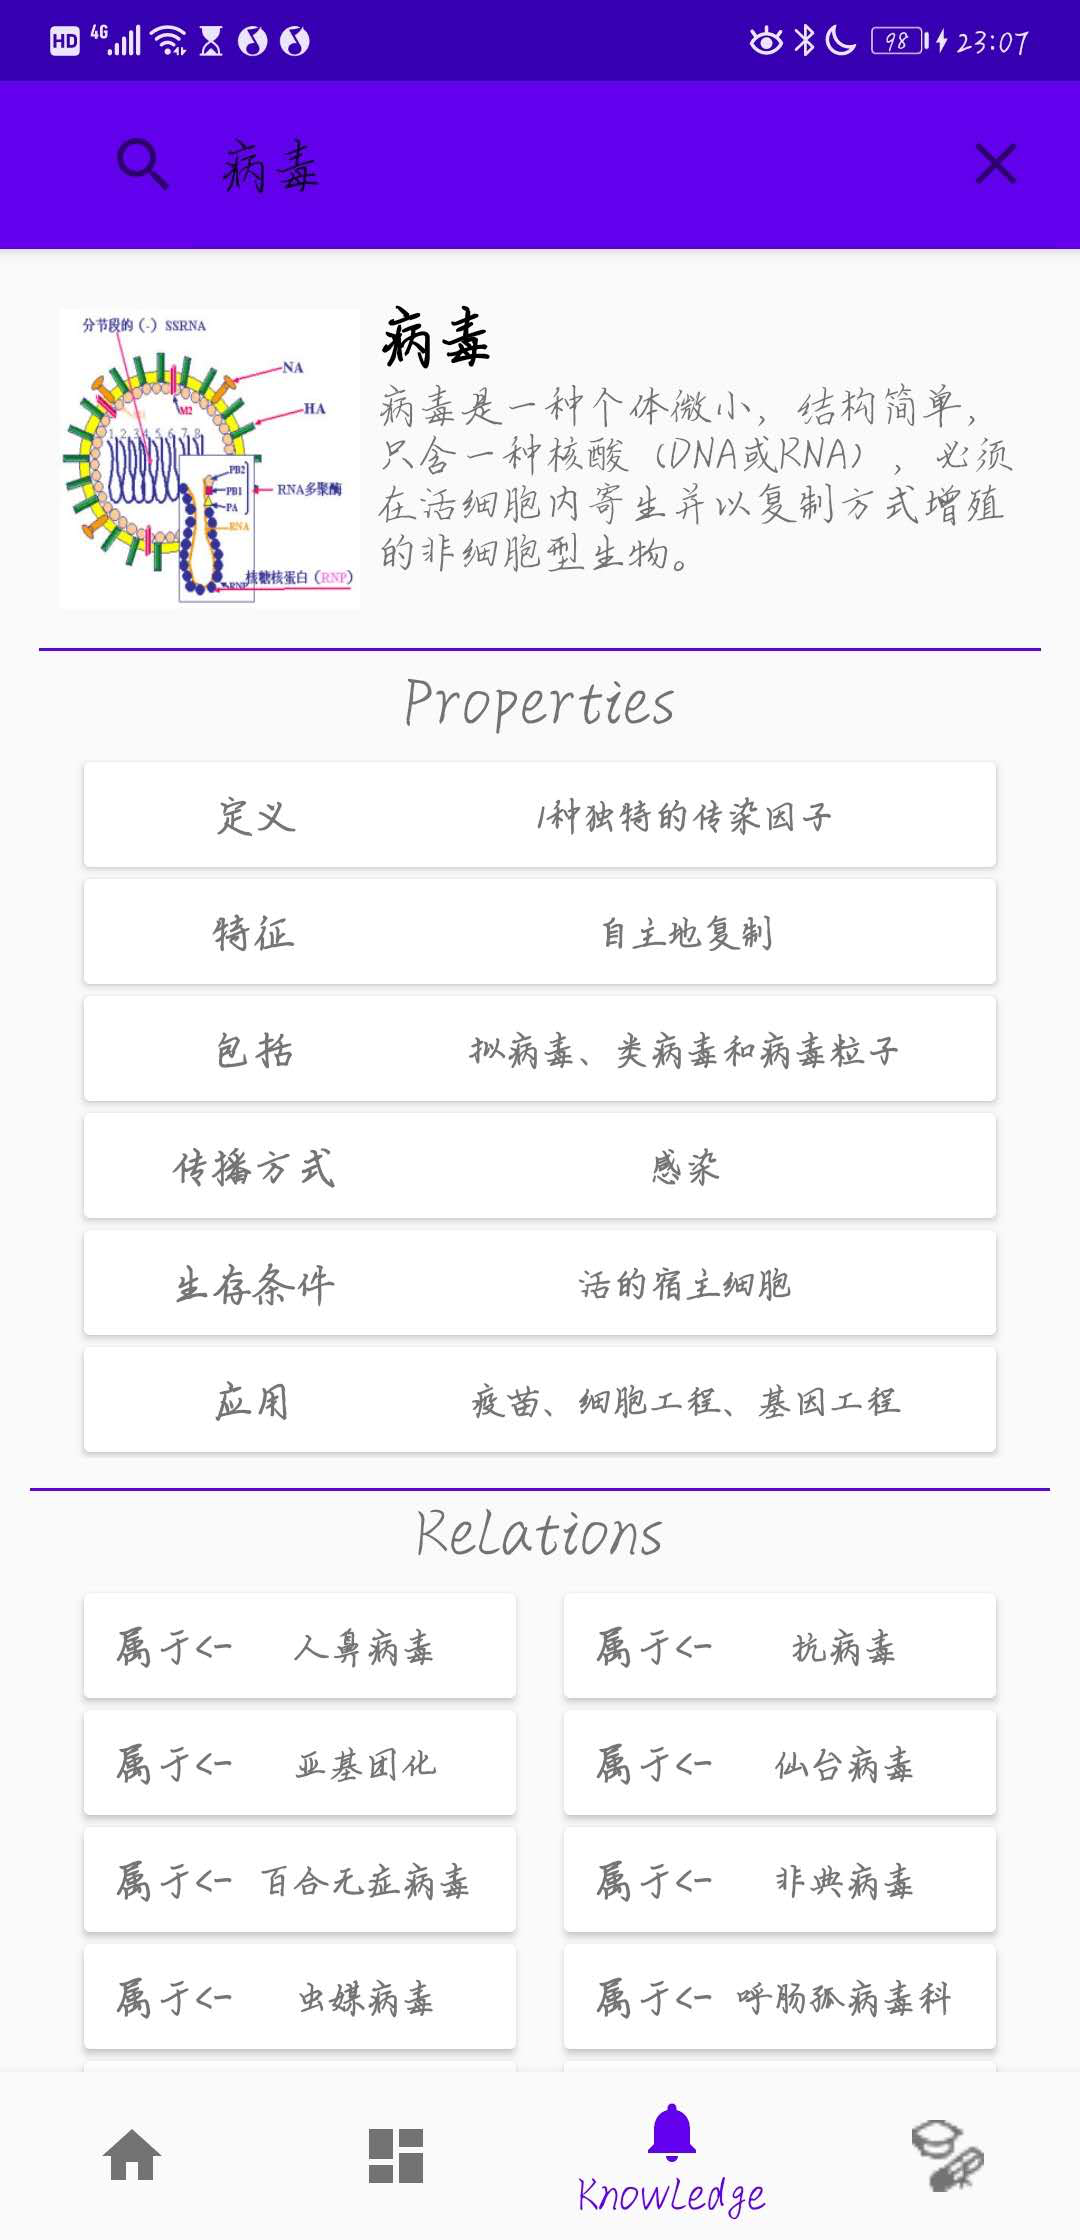 HD 4G 98 23:07
病毒
分节段的（-）SSRNA
NA
HA
M2
1 2 3 4 5 6 7 8
PB2
PB1
PA
RNA多聚酶
RNA
RNP
核糖核蛋白（RNP）
病毒
病毒是一种个体微小，结构简单，
只含一种核酸（DNA或RNA），必须
在活细胞内寄生并以复制方式增殖
的非细胞型生物。
Properties
定义 1种独特的传染因子
特征 自主地复制
包括 拟病毒、类病毒和病毒粒子
传播方式 感染
生存条件 活的宿主细胞
应用 疫苗、细胞工程、基因工程
Relations
属于<- 人鼻病毒 属于<- 抗病毒
属于<- 亚基团化 属于<- 仙台病毒
属于<- 百合无症病毒 属于<- 非典病毒
属于<- 虫媒病毒 属于<- 呼肠孤病毒科
Knowledge